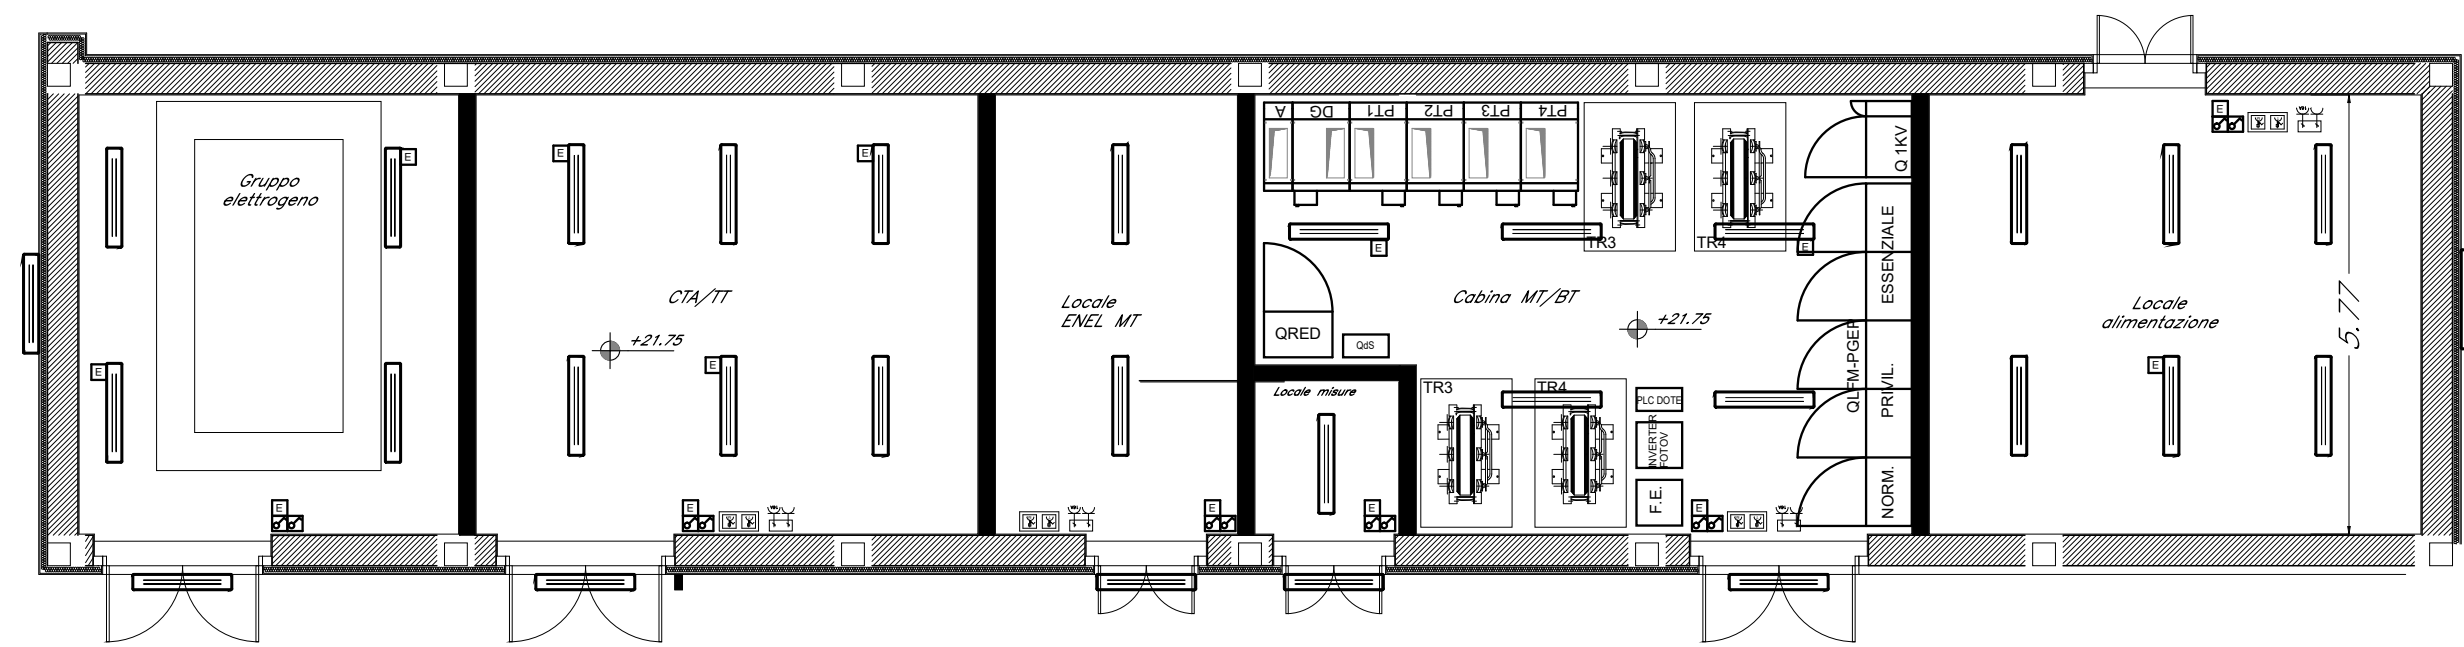 Gruppo
elettrogeno
E
E
E
CTA/TT
+21.75
E
E
E
E
Locale
ENEL MT
E
A
DG
PT1
PT2
PT3
PT4
TR3
TR4
E
E
Q 1KV
ESSENZIALE
QLFM-PGEP
PRIVIL.
NORM.
Cabina MT/BT
+21.75
QRED
QdS
Locale misure
E
TR3
TR4
PLC DOTE
INVERTER
FOTOV
F.E.
E
Locale
alimentazione
E
E
5.77